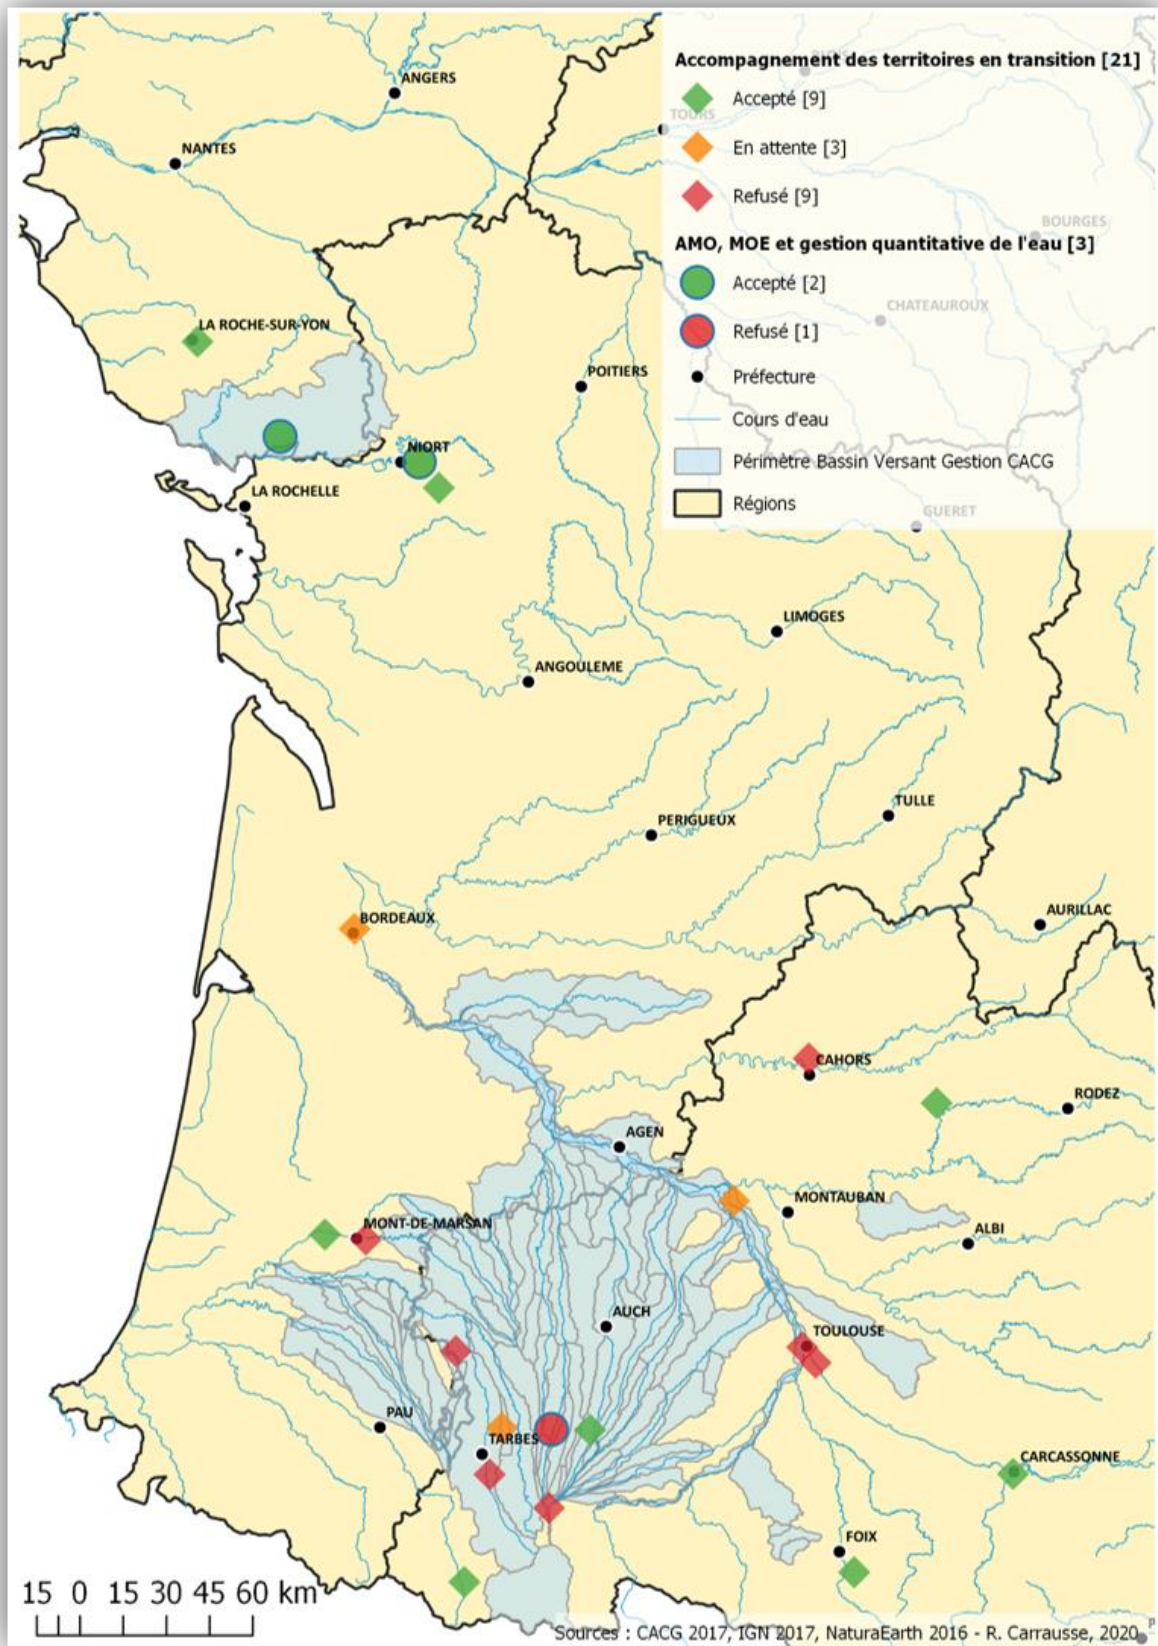 Accompagnement des territoires en transition [21]
Accepté [9]
En attente [3]
Refusé [9]
AMO, MOE et gestion quantitative de l'eau [3]
Accepté [2]
Refusé [1]
Préfecture
Cours d'eau
Périmètre Bassin Versant Gestion CACG
Régions
ANGERS
TOURS
NANTES
BOURGES
CHATEAUROUX
LA ROCHE-SUR-YON
POITIERS
NIORT
LA ROCHELLE
GUERET
LIMOGES
ANGOULEME
TULLE
PERIGUEUX
AURILLAC
BORDEAUX
CAHORS
RODEZ
AGEN
MONTAUBAN
MONT-DE-MARSAN
ALBI
AUCH
TOULOUSE
PAU
TARBES
CARCASSONNE
FOIX
15 0 15 30 45 60 km
Sources : CACG 2017, IGN 2017, NaturaEarth 2016 - R. Carrausse, 2020